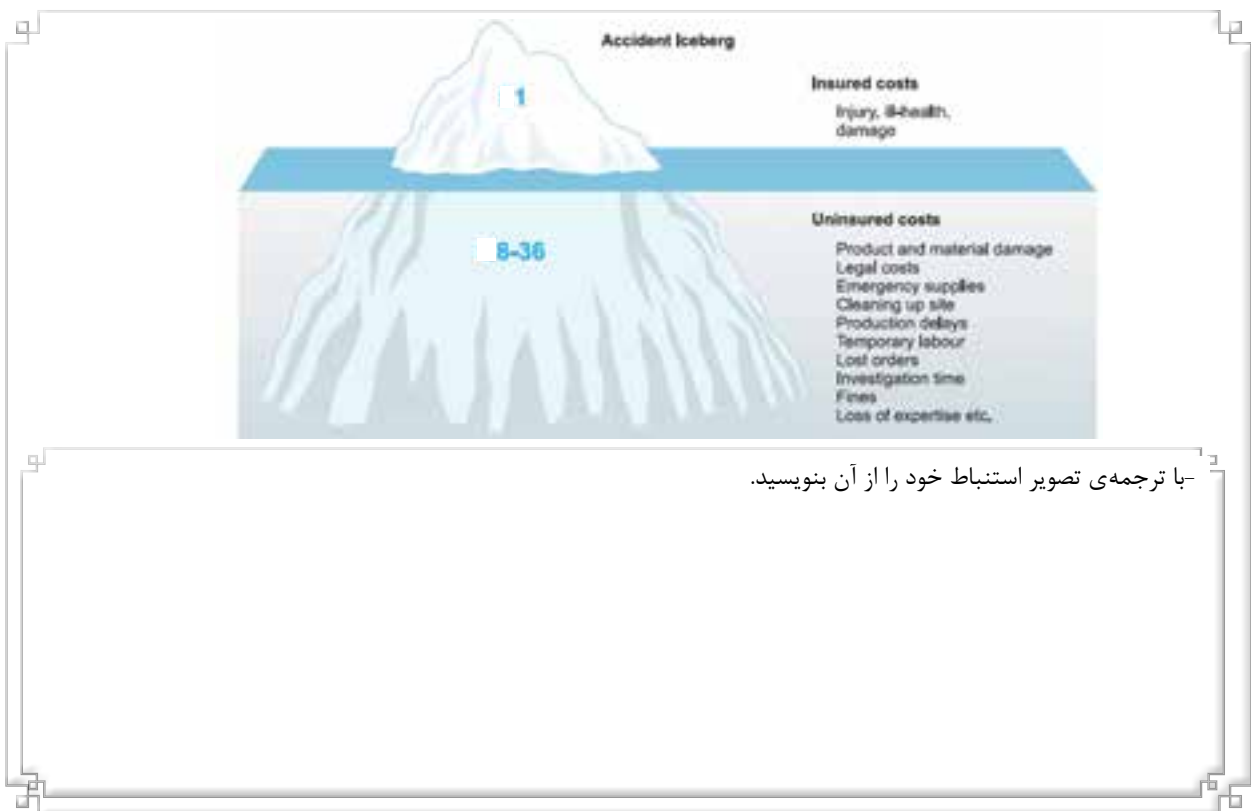 Accident Iceberg
1
Insured costs
Injury, ill-health,
damage
8-36
Uninsured costs
Product and material damage
Legal costs
Emergency supplies
Cleaning up site
Production delays
Temporary labour
Lost orders
Investigation time
Fines
Loss of expertise etc.
-با ترجمه‌ی تصویر استنباط خود را از آن بنویسید.